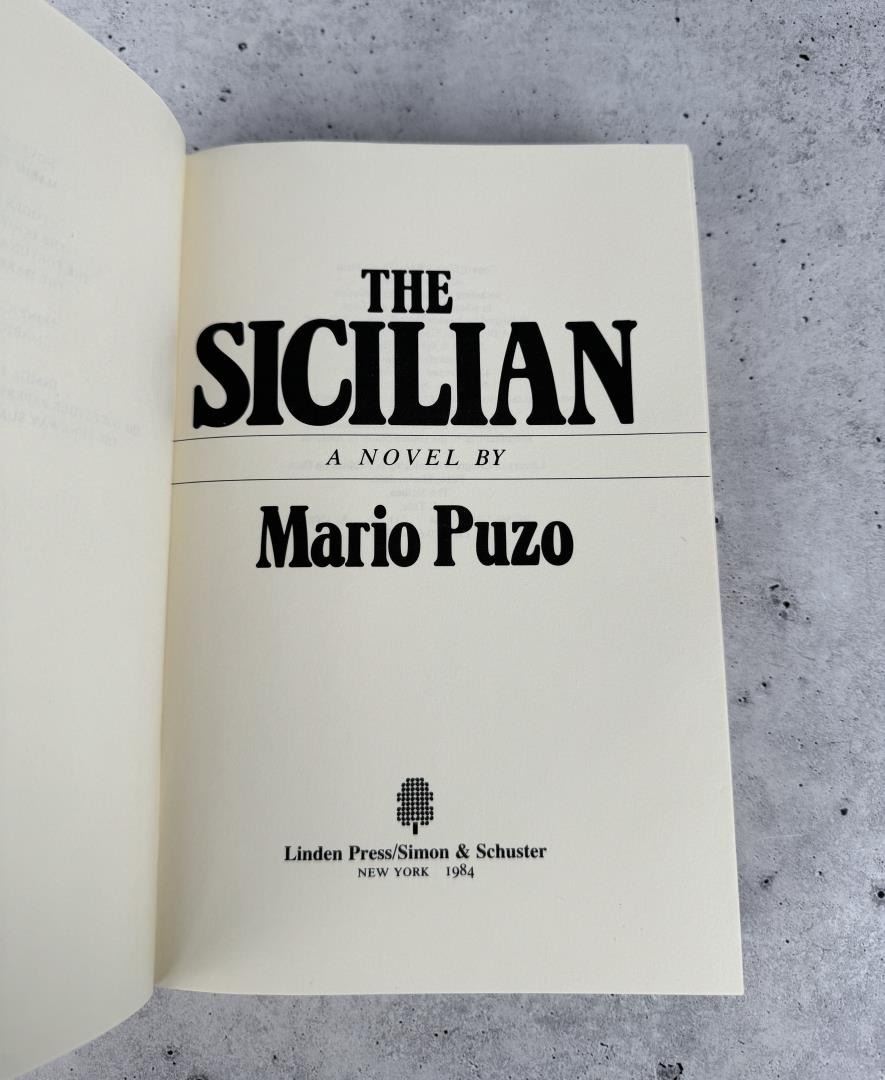 THE
SICILIAN
A NOVEL BY
Mario Puzo
Linden Press/Simon & Schuster
NEW YORK 1984